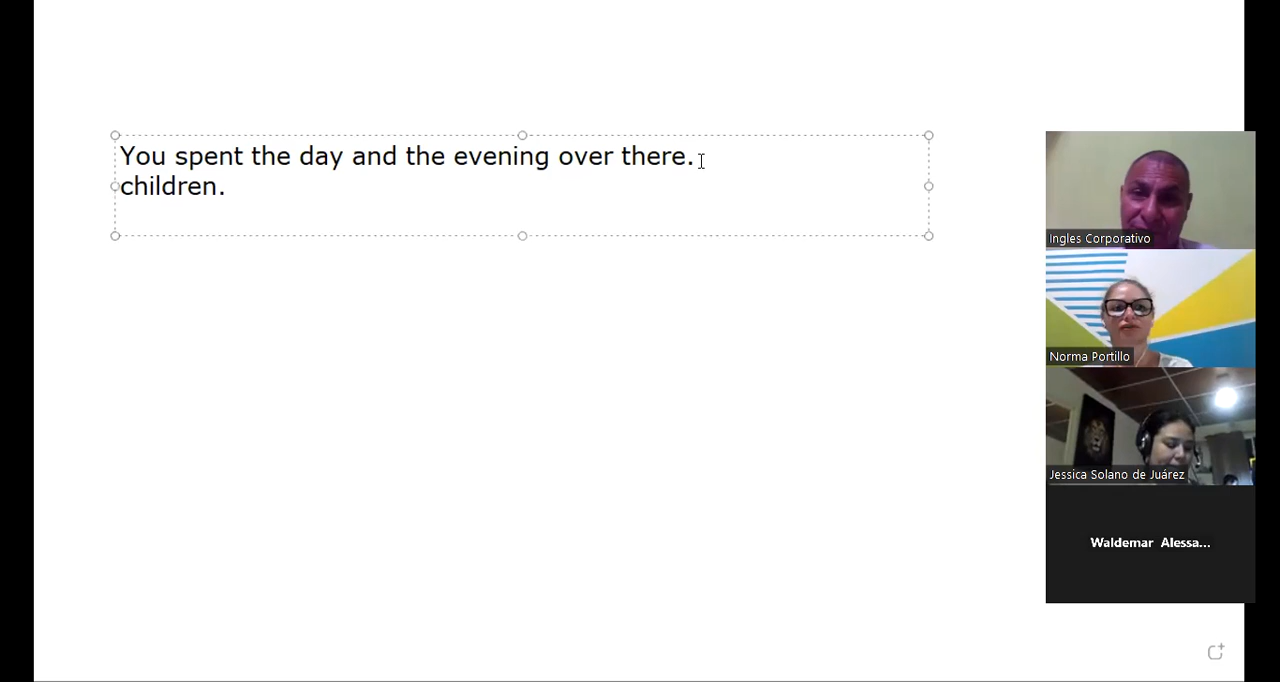 You spent the day and the evening over there.
children.
Ingles Corporativo
Norma Portillo
Jessica Solano de Juárez
Waldemar Alessa...